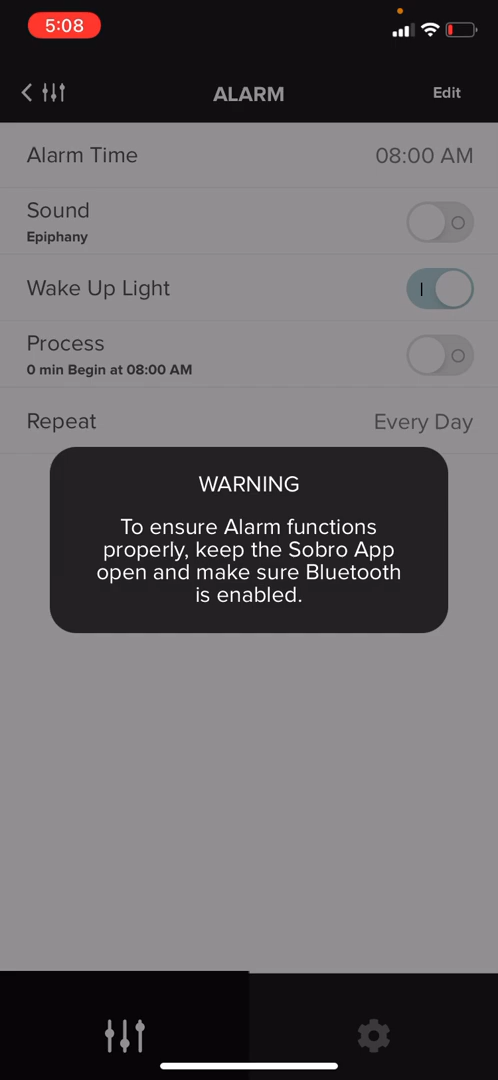 5:08
ALARM
Edit
Alarm Time
08:00 AM
Sound
Epiphany
Wake Up Light
Process
0 min Begin at 08:00 AM
Repeat
Every Day
WARNING
To ensure Alarm functions
properly, keep the Sobro App
open and make sure Bluetooth
is enabled.